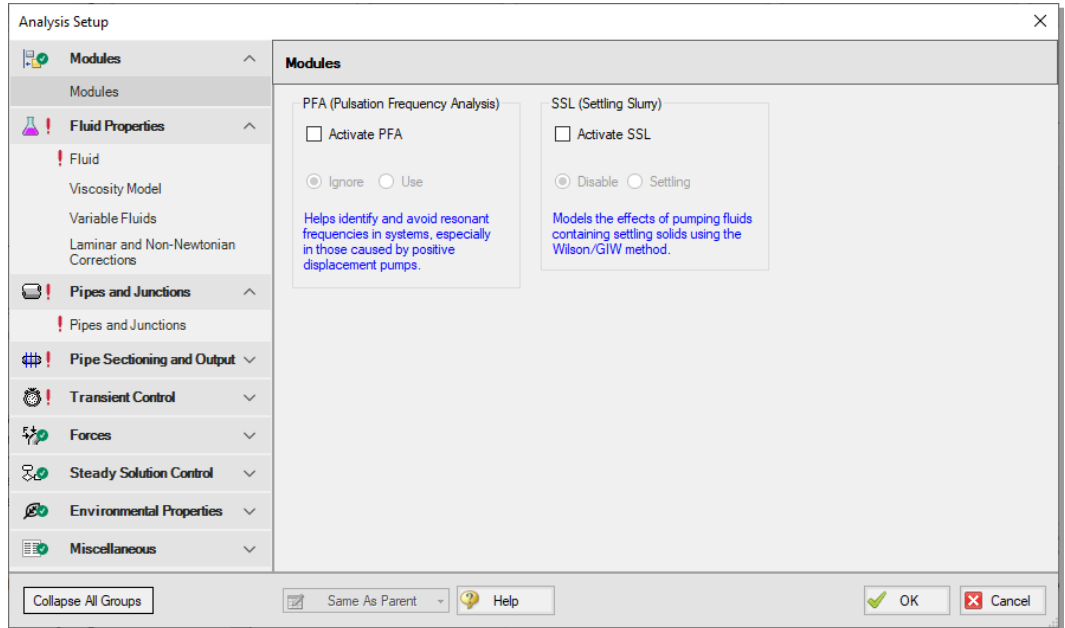 Analysis Setup
Modules
Modules
Fluid Properties
Fluid
Viscosity Model
Variable Fluids
Laminar and Non-Newtonian
Corrections
Pipes and Junctions
Pipes and Junctions
Pipe Sectioning and Output
Transient Control
Forces
Steady Solution Control
Environmental Properties
Miscellaneous
Collapse All Groups
Modules
PFA (Pulsation Frequency Analysis)
Activate PFA
Ignore Use
Helps identify and avoid resonant
frequencies in systems, especially
in those caused by positive
displacement pumps.
SSL (Settling Slurry)
Activate SSL
Disable Settling
Models the effects of pumping fluids
containing settling solids using the
Wilson/GIW method.
Same As Parent
Help
OK
Cancel